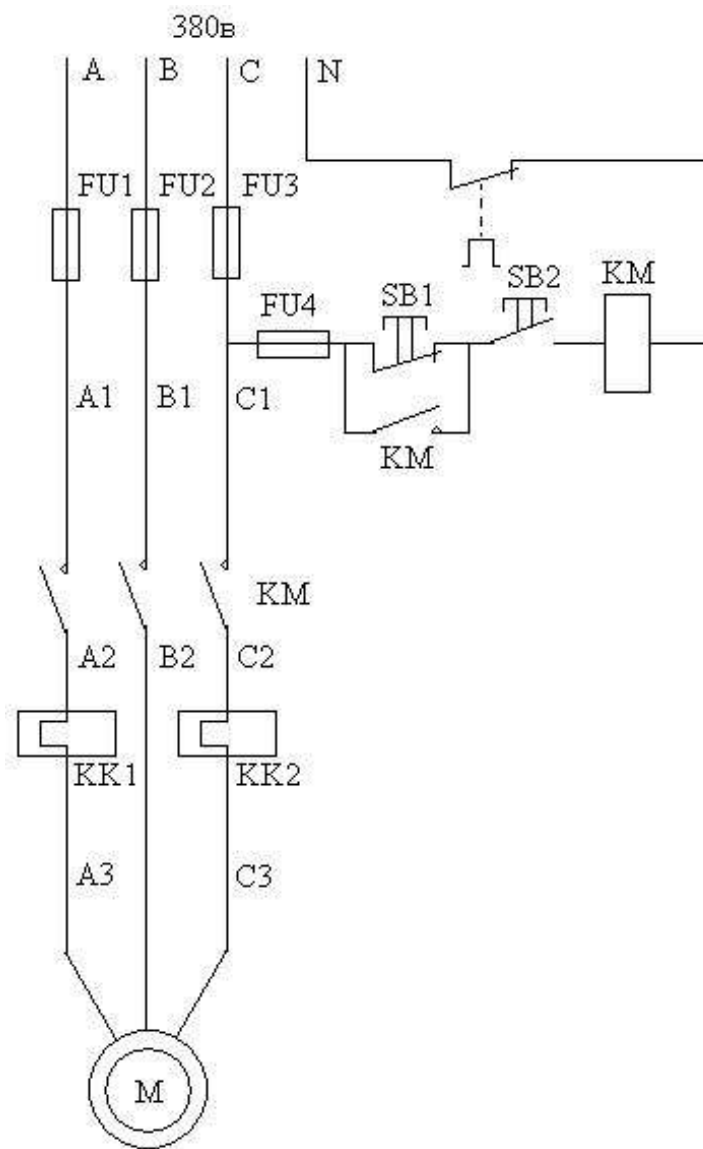 380в
A B C N
FU1 FU2 FU3
SB1 SB2 KM
FU4
A1 B1 C1
KM
KM
A2 B2 C2
KK1 KK2
A3 C3
M